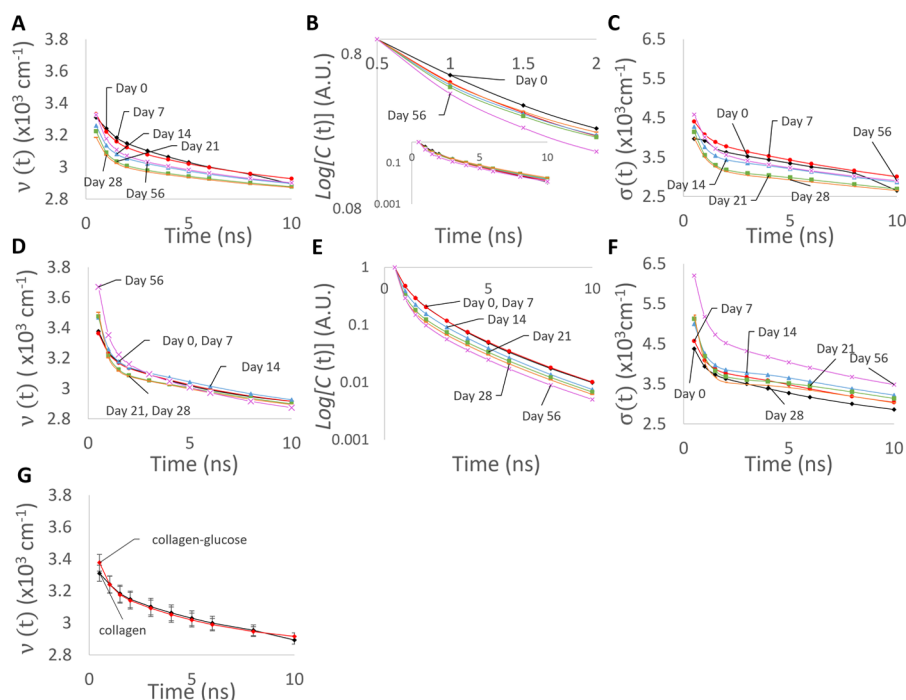 A
ν (t) (x10³ cm⁻¹)
3.8
3.6
3.4
3.2
3
2.8
0
5
10
Time (ns)
Day 0
Day 7
Day 14
Day 21
Day 28
Day 56
B
Log[C (t)] (A.U.)
0.8
0.08
0.5
1
1.5
2
Day 0
Day 56
0.1
0.001
0
5
10
Time (ns)
C
σ(t) (x10³cm⁻¹)
6.5
5.5
4.5
3.5
2.5
0
5
10
Time (ns)
Day 0
Day 7
Day 56
Day 14
Day 21
Day 28
D
ν (t) ( x10³ cm⁻¹)
3.8
3.6
3.4
3.2
3
2.8
0
5
10
Time (ns)
Day 56
Day 0, Day 7
Day 14
Day 21, Day 28
E
Log[C (t)] (A.U.)
1
0.1
0.01
0.001
0
5
10
Time (ns)
Day 0, Day 7
Day 14
Day 21
Day 28
Day 56
F
σ(t) (x10³ cm⁻¹)
6.5
5.5
4.5
3.5
2.5
0
5
10
Time (ns)
Day 7
Day 14
Day 21
Day 56
Day 0
Day 28
G
ν (t) (x10³ cm⁻¹)
3.8
3.6
3.4
3.2
3
2.8
0
5
10
Time (ns)
collagen-glucose
collagen